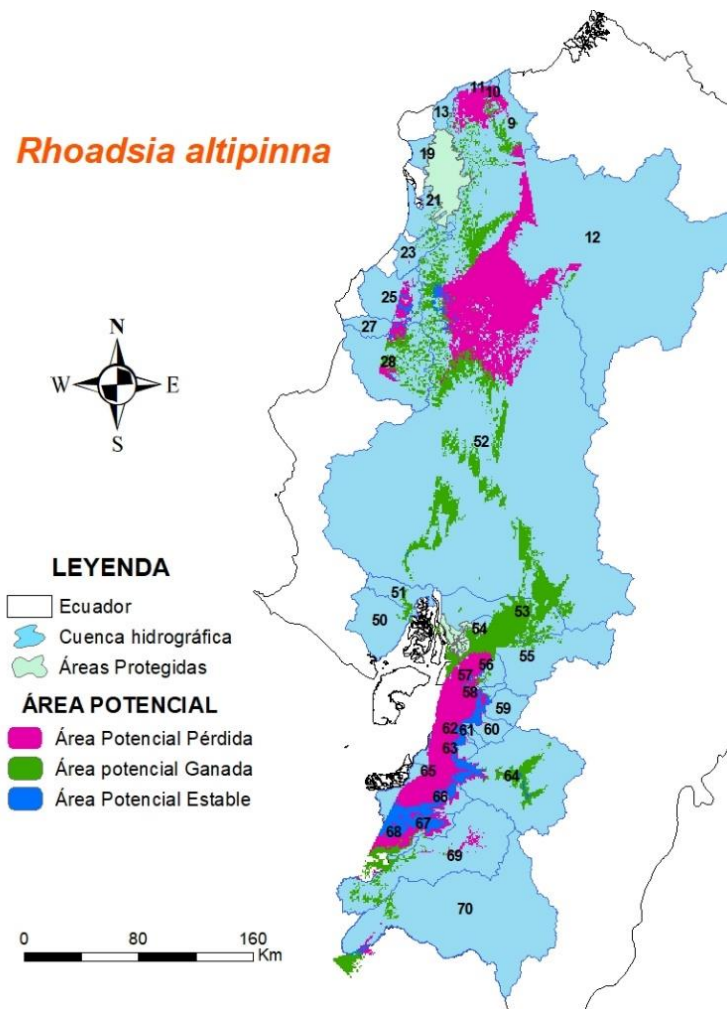 11
10
13
9
Rhoadsia altipinna
19
21
12
23
25
27
28
N
W E
S
52
LEYENDA
51
53
50
54
Ecuador
Cuenca hidrográfica
55
Áreas Protegidas
56
57
ÁREA POTENCIAL
58
59
Área Potencial Pérdida
62
61
60
63
Área potencial Ganada
65
64
Área Potencial Estable
66
67
68
69
70
0 80 160
Km